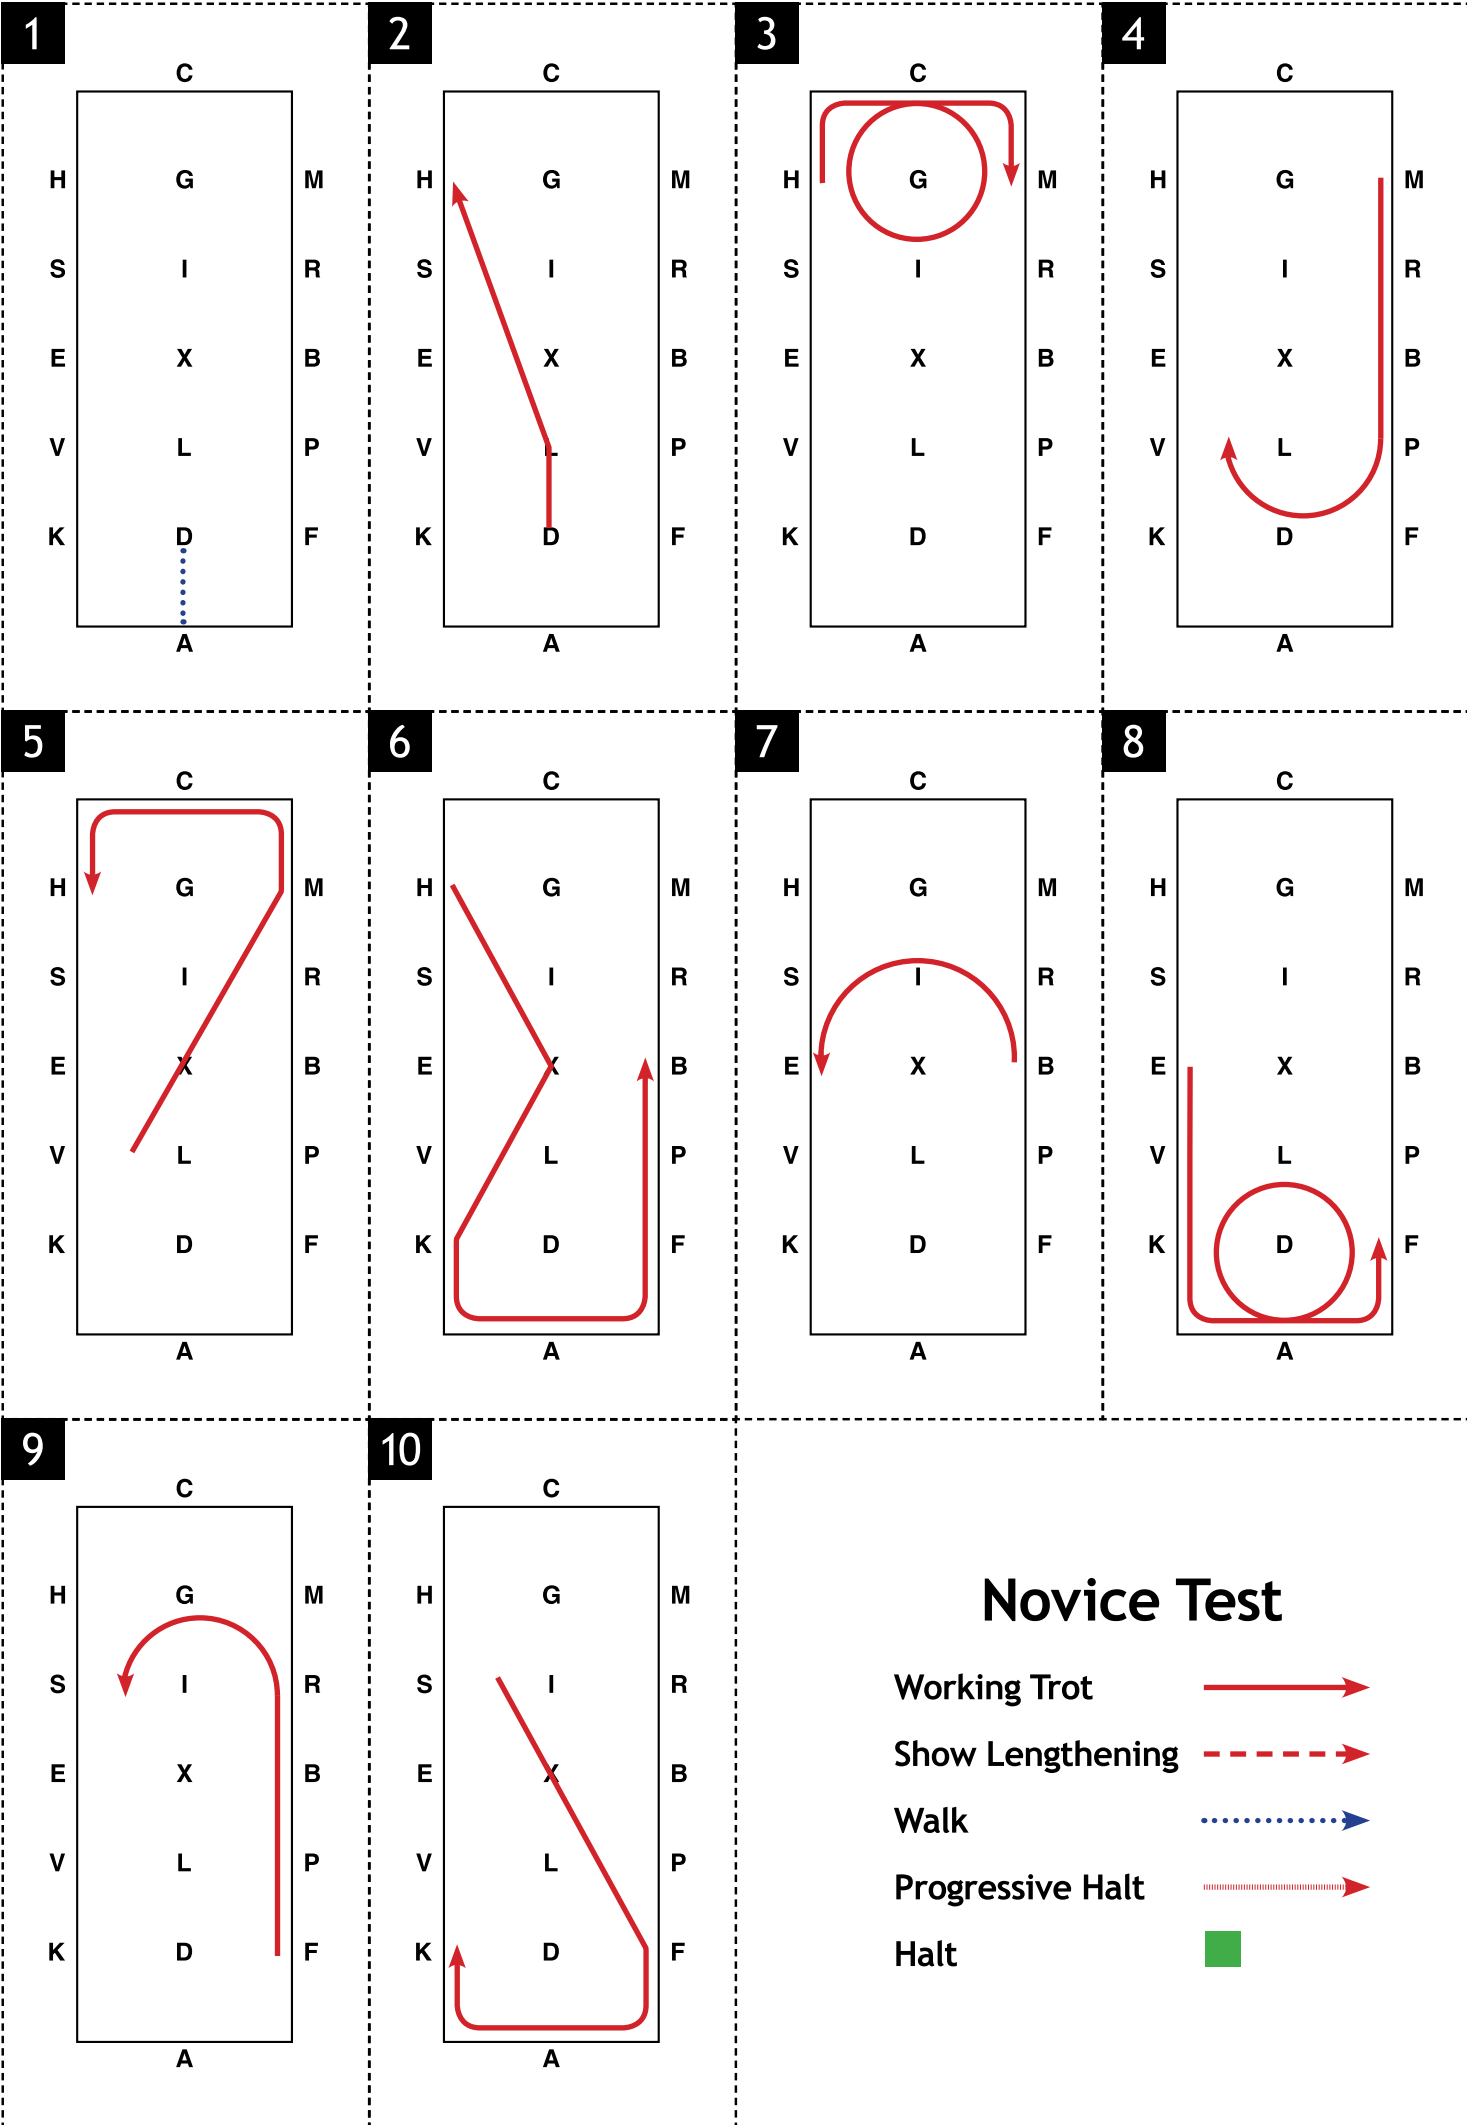 1 2 3 4
C C C C
H G M H G M H G M H G M
S I R S I R S I R S I R
E X B E X B E X B E X B
V L P V L P V L P V L P
K D F K D F K D F K D F
A A A A
5 6 7 8
C C C C
H G M H G M H G M H G M
S I R S I R S I R S I R
E X B E X B E X B E X B
V L P V L P V L P V L P
K D F K D F K D F K D F
A A A A
9 10
C C
H G M H G M
S I R S I R
E X B E X B
V L P V L P
K D F K D F
A A
Novice Test
Working Trot
Show Lengthening
Walk
Progressive Halt
Halt